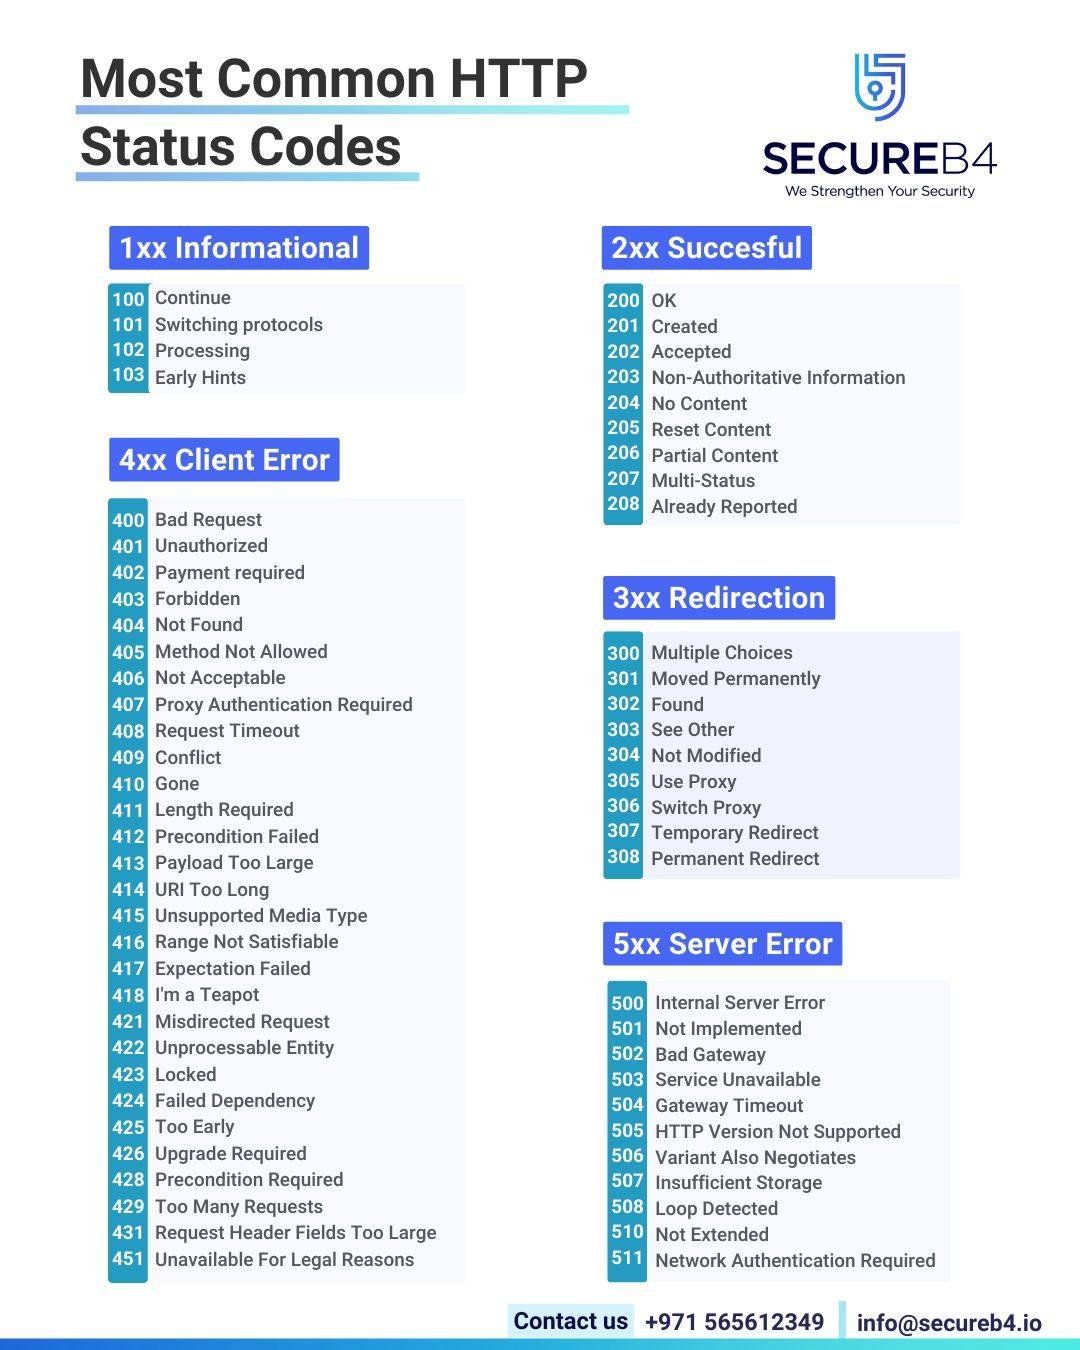 Most Common HTTP
Status Codes
SECUREB4
We Strengthen Your Security
1xx Informational
100 Continue
101 Switching protocols
102 Processing
103 Early Hints
4xx Client Error
400 Bad Request
401 Unauthorized
402 Payment required
403 Forbidden
404 Not Found
405 Method Not Allowed
406 Not Acceptable
407 Proxy Authentication Required
408 Request Timeout
409 Conflict
410 Gone
411 Length Required
412 Precondition Failed
413 Payload Too Large
414 URI Too Long
415 Unsupported Media Type
416 Range Not Satisfiable
417 Expectation Failed
418 I'm a Teapot
421 Misdirected Request
422 Unprocessable Entity
423 Locked
424 Failed Dependency
425 Too Early
426 Upgrade Required
428 Precondition Required
429 Too Many Requests
431 Request Header Fields Too Large
451 Unavailable For Legal Reasons
2xx Succesful
200 OK
201 Created
202 Accepted
203 Non-Authoritative Information
204 No Content
205 Reset Content
206 Partial Content
207 Multi-Status
208 Already Reported
3xx Redirection
300 Multiple Choices
301 Moved Permanently
302 Found
303 See Other
304 Not Modified
305 Use Proxy
306 Switch Proxy
307 Temporary Redirect
308 Permanent Redirect
5xx Server Error
500 Internal Server Error
501 Not Implemented
502 Bad Gateway
503 Service Unavailable
504 Gateway Timeout
505 HTTP Version Not Supported
506 Variant Also Negotiates
507 Insufficient Storage
508 Loop Detected
510 Not Extended
511 Network Authentication Required
Contact us +971 565612349 info@secureb4.io